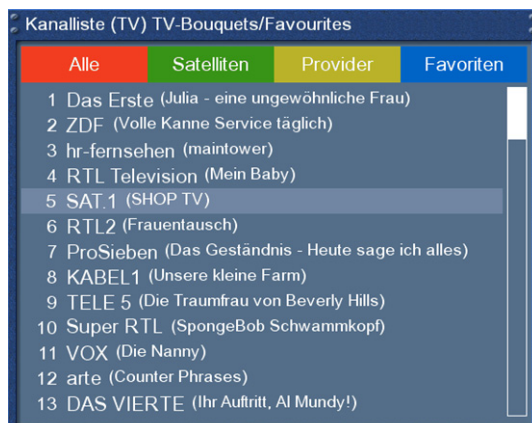 Kanalliste (TV) TV-Bouquets/Favourites
Alle Satelliten Provider Favoriten
1 Das Erste (Julia - eine ungewöhnliche Frau)
2 ZDF (Volle Kanne Service täglich)
3 hr-fernsehen (maintower)
4 RTL Television (Mein Baby)
5 SAT.1 (SHOP TV)
6 RTL2 (Frauentausch)
7 ProSieben (Das Geständnis - Heute sage ich alles)
8 KABEL1 (Unsere kleine Farm)
9 TELE 5 (Die Traumfrau von Beverly Hills)
10 Super RTL (SpongeBob Schwammkopf)
11 VOX (Die Nanny)
12 arte (Counter Phrases)
13 DAS VIERTE (Ihr Auftritt, Al Mundy!)